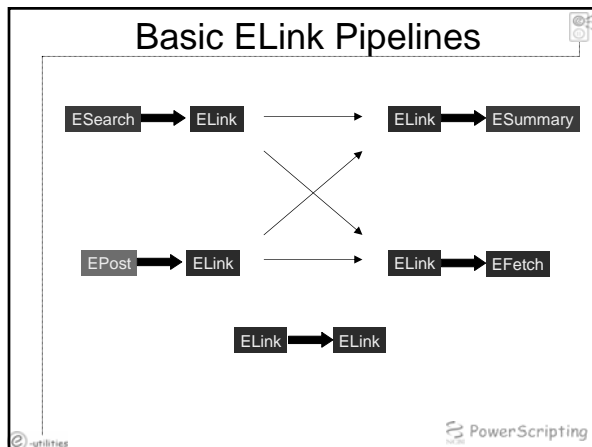 Basic ELink Pipelines
ESearch ELink ELink ESummary
EPost ELink ELink EFetch
ELink ELink
e -utilities
PowerScripting